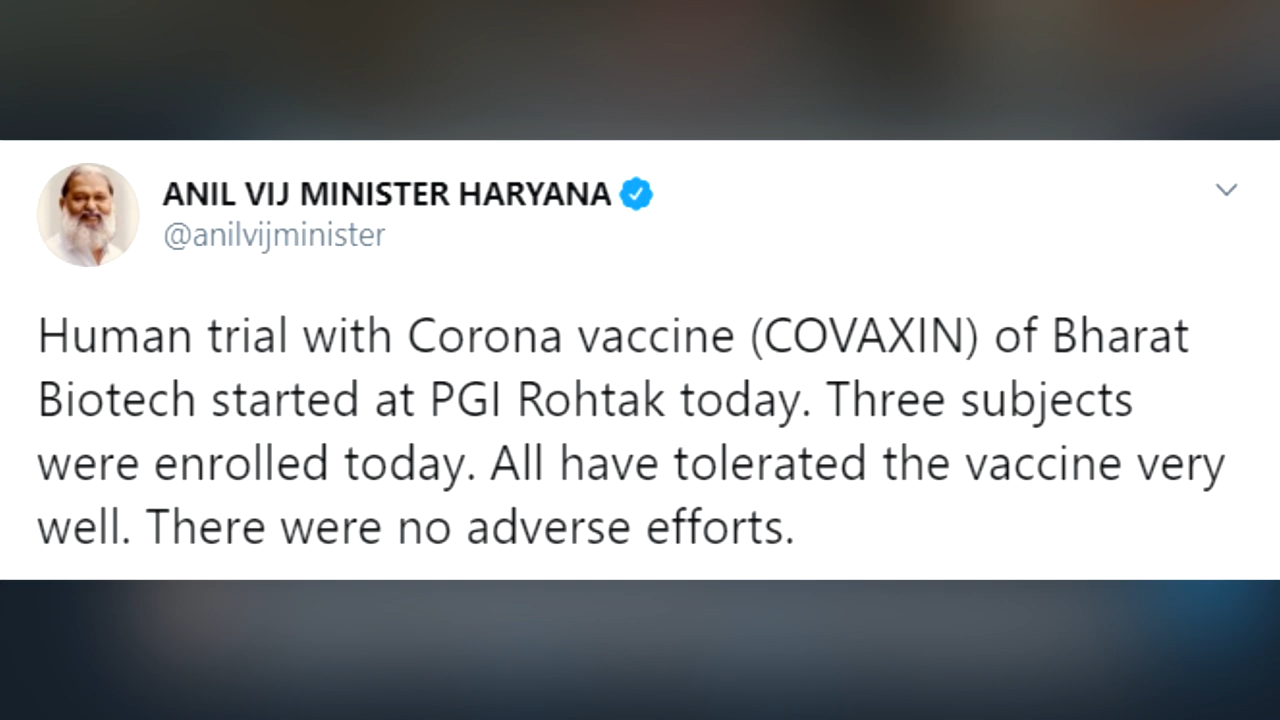 ANIL VIJ MINISTER HARYANA
@anilvijminister
Human trial with Corona vaccine (COVAXIN) of Bharat
Biotech started at PGI Rohtak today. Three subjects
were enrolled today. All have tolerated the vaccine very
well. There were no adverse efforts.